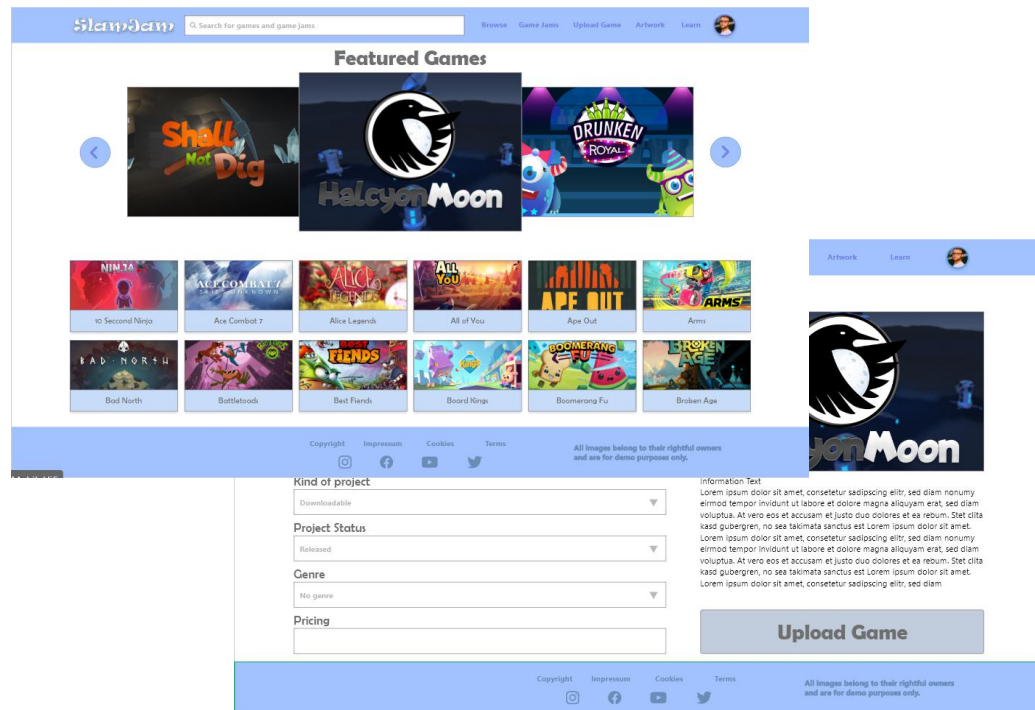 SlamJam
Search for games and game jams
Browse Game Jams Upload Game Artwork Learn
Featured Games
Shall Not Dig
HalcyonMoon
DRUNKEN ROYAL
NINJA
ACE COMBAT 7
SKIES UNKNOWN
ALICE LEGENDS
ALL of YOU
APE OUT
ARMS
10 Seccond Ninja
Ace Combat 7
Alice Legends
All of You
Ape Out
Arms
BAD NORTH
BEST FIENDS
BOOMERANG FU
BROKEN AGE
Bad North
Battletoads
Best Fiends
Board Kings
Boomerang Fu
Broken Age
Copyright Impressum Cookies Terms
All images belong to their rightful owners
and are for demo purposes only.
Artwork Learn
yonMoon
Kind of project
Downloadable
Project Status
Released
Genre
No genre
Pricing
Information Text
Lorem ipsum dolor sit amet, consetetur sadipscing elitr, sed diam nonumy
eirmod tempor invidunt ut labore et dolore magna aliquyam erat, sed diam
voluptua. At vero eos et accusam et justo duo dolores et ea rebum. Stet clita
kasd gubergren, no sea takimata sanctus est Lorem ipsum dolor sit amet.
Lorem ipsum dolor sit amet, consetetur sadipscing elitr, sed diam nonumy
eirmod tempor invidunt ut labore et dolore magna aliquyam erat, sed diam
voluptua. At vero eos et accusam et justo duo dolores et ea rebum. Stet clita
kasd gubergren, no sea takimata sanctus est Lorem ipsum dolor sit amet.
Lorem ipsum dolor sit amet, consetetur sadipscing elitr, sed diam
Upload Game
Copyright Impressum Cookies Terms
All images belong to their rightful owners
and are for demo purposes only.